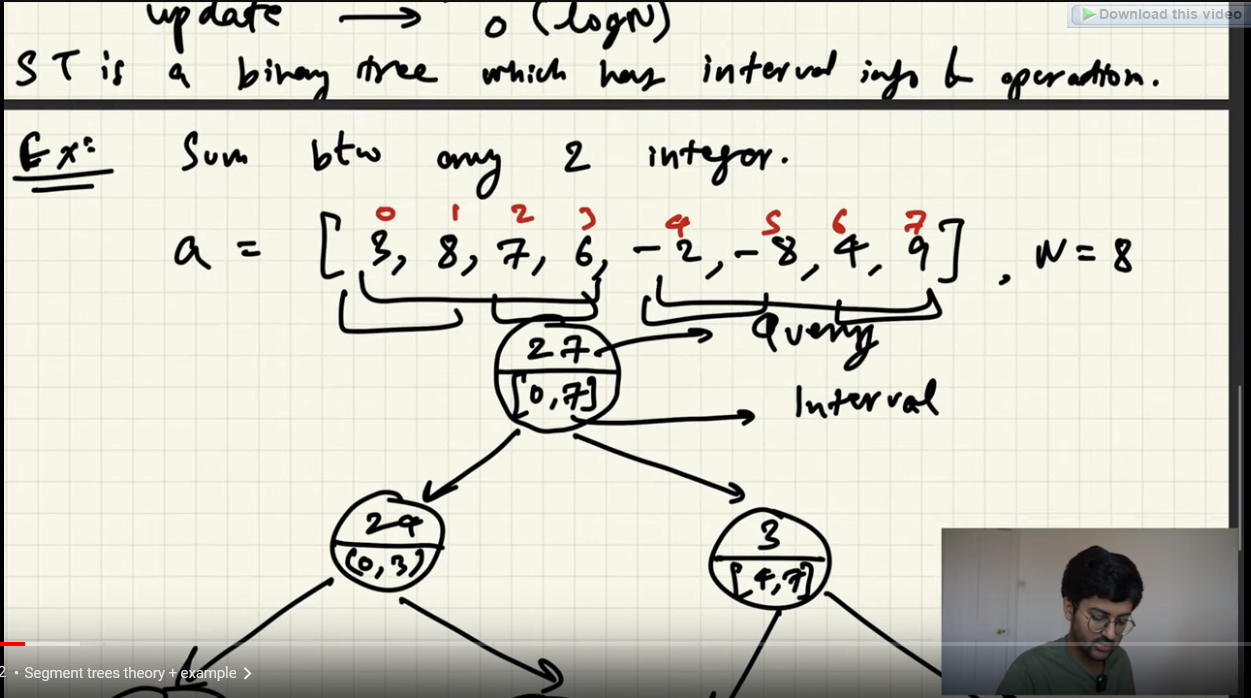 update → O(logN)
Download this video
ST is a binary tree which has interval info & operation.
Ex: Sum btw any 2 integer.
0 1 2 3 4 5 6 7
a = [3, 8, 7, 6, -2, -8, 4, 9], N = 8
27 → Query
[0,7] → Interval
24
(0,3)
3
[4,7]
2 • Segment trees theory + example >